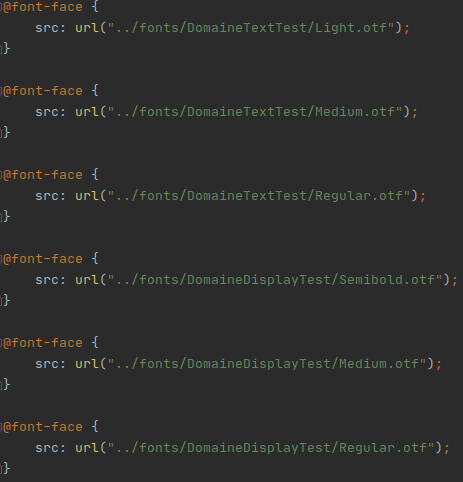 @font-face {
src: url("../fonts/DomaineTextTest/Light.otf");
}
@font-face {
src: url("../fonts/DomaineTextTest/Medium.otf");
}
@font-face {
src: url("../fonts/DomaineTextTest/Regular.otf");
}
@font-face {
src: url("../fonts/DomaineDisplayTest/Semibold.otf");
}
@font-face {
src: url("../fonts/DomaineDisplayTest/Medium.otf");
}
@font-face {
src: url("../fonts/DomaineDisplayTest/Regular.otf");
}